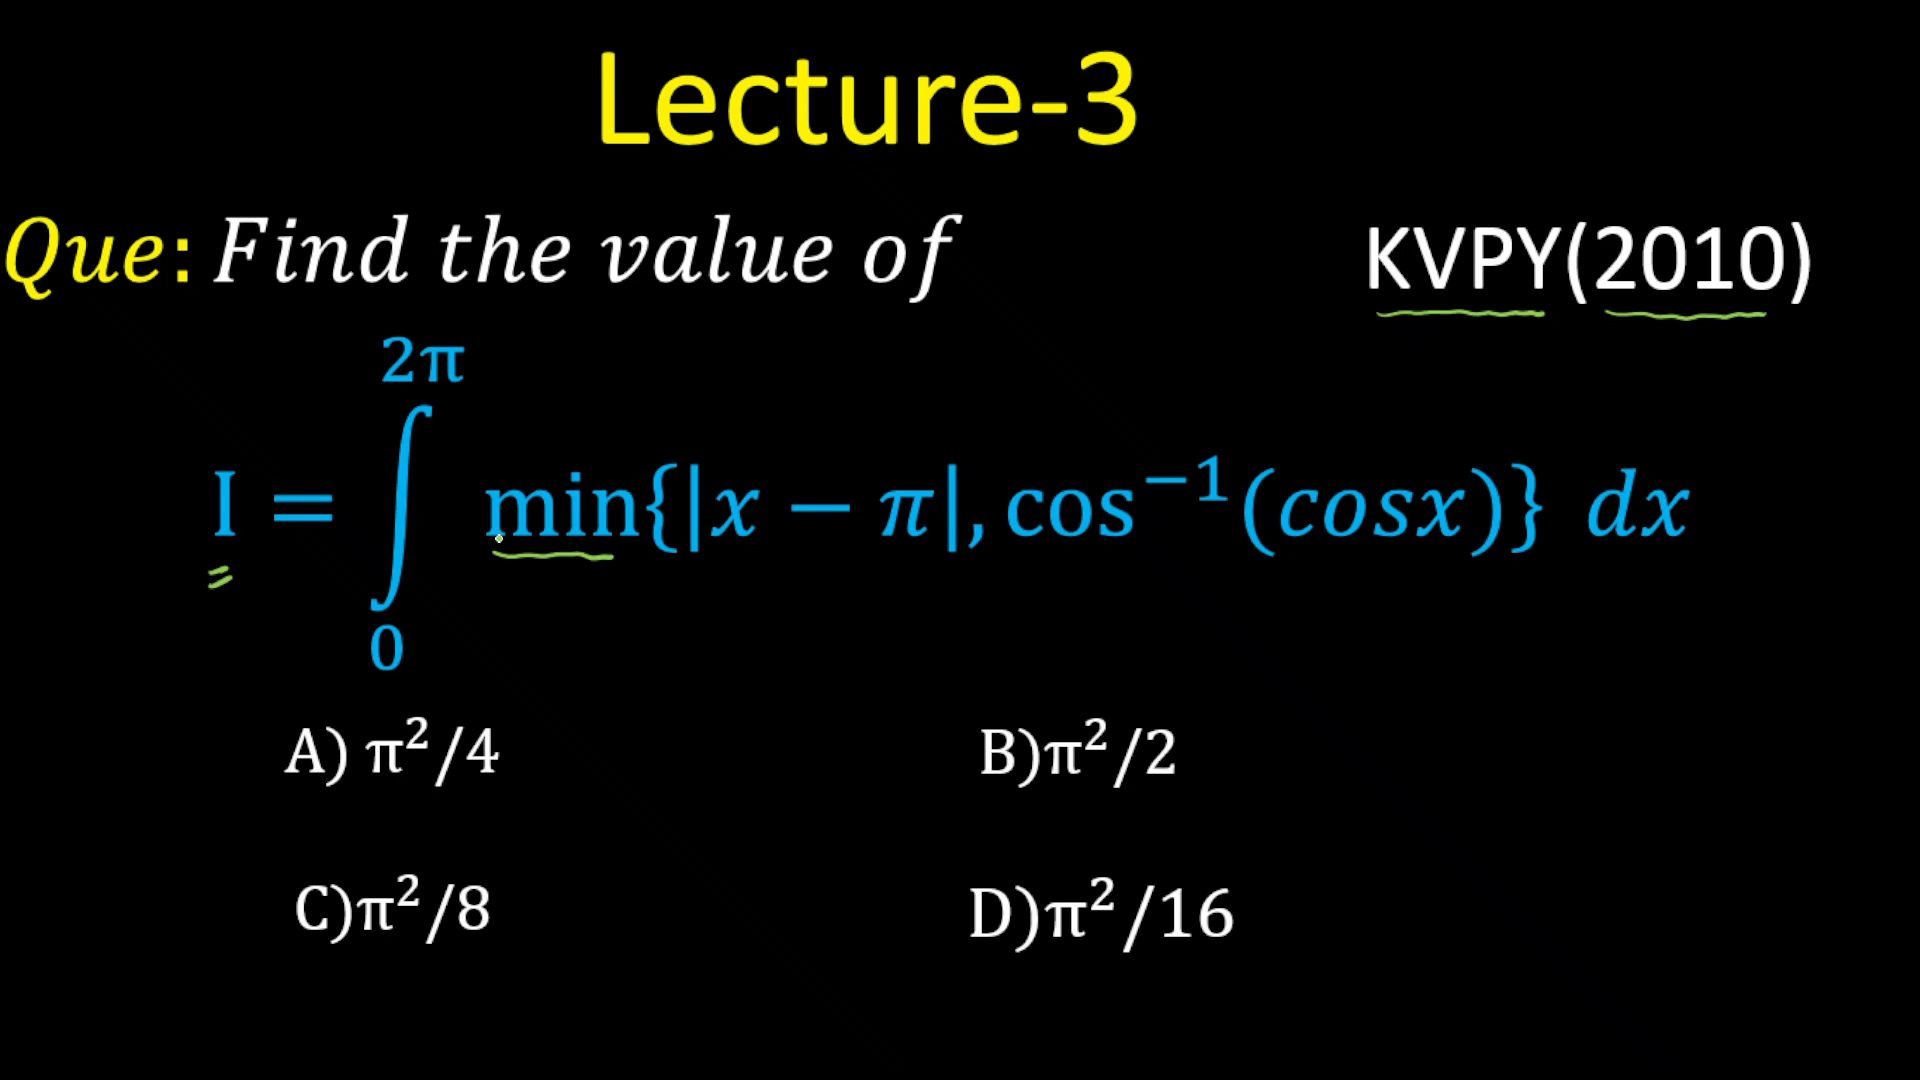 Lecture-3
Que: Find the value of KVPY(2010)
2π
I = ∫ min{|x − π|, cos⁻¹(cosx)} dx
0
A) π²/4 B)π²/2
C)π²/8 D)π²/16